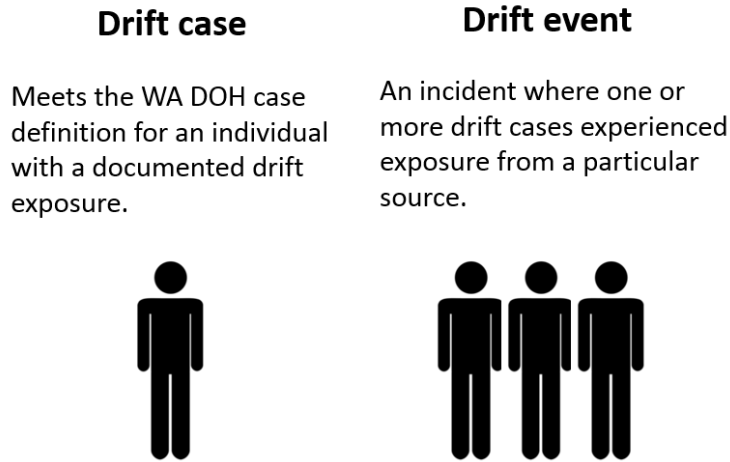 Drift case
Meets the WA DOH case
definition for an individual
with a documented drift
exposure.
Drift event
An incident where one or
more drift cases experienced
exposure from a particular
source.